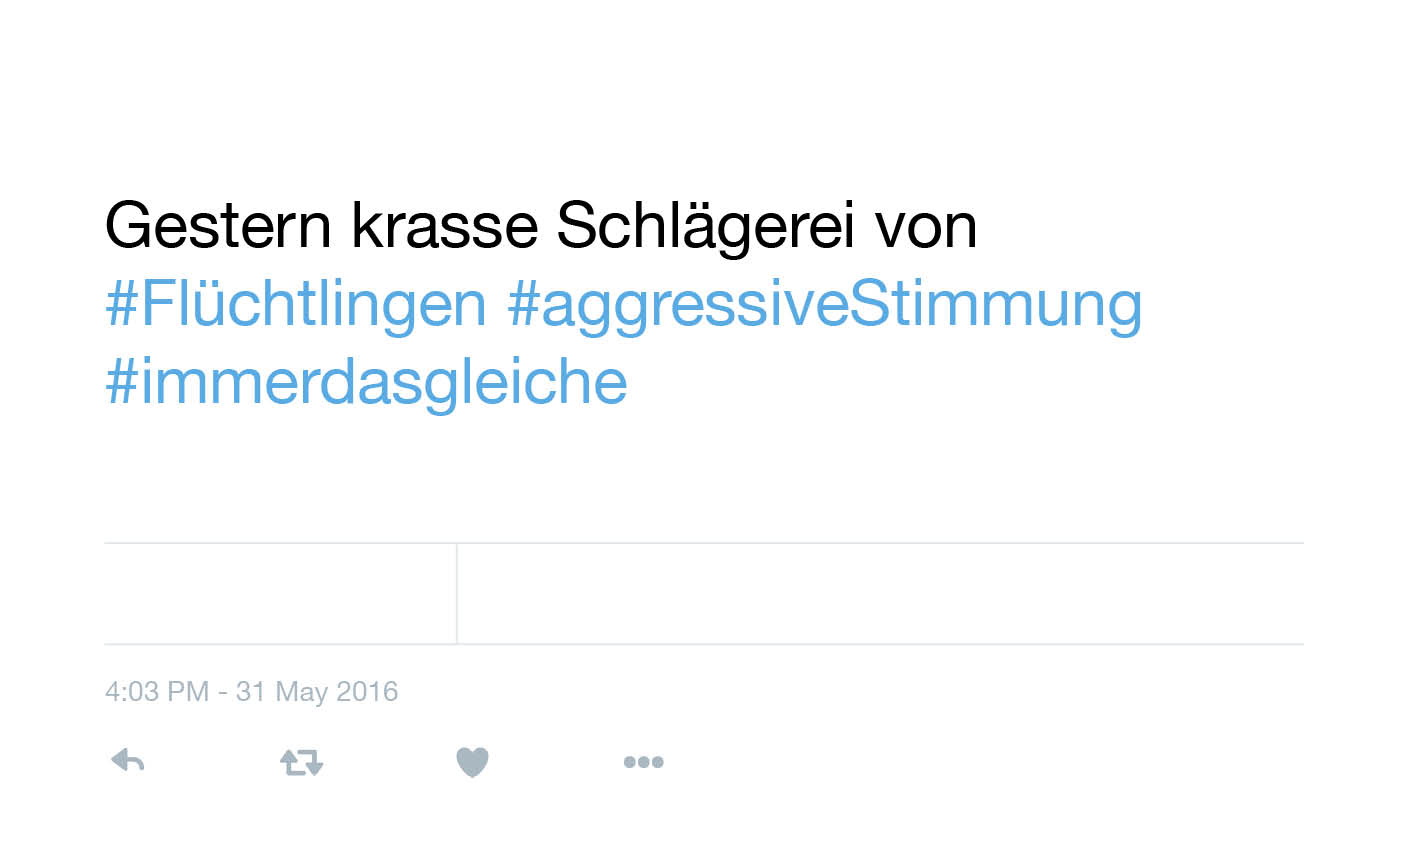 Gestern krasse Schlägerei von
#Flüchtlingen #aggressiveStimmung
#immerdasgleiche
4:03 PM - 31 May 2016